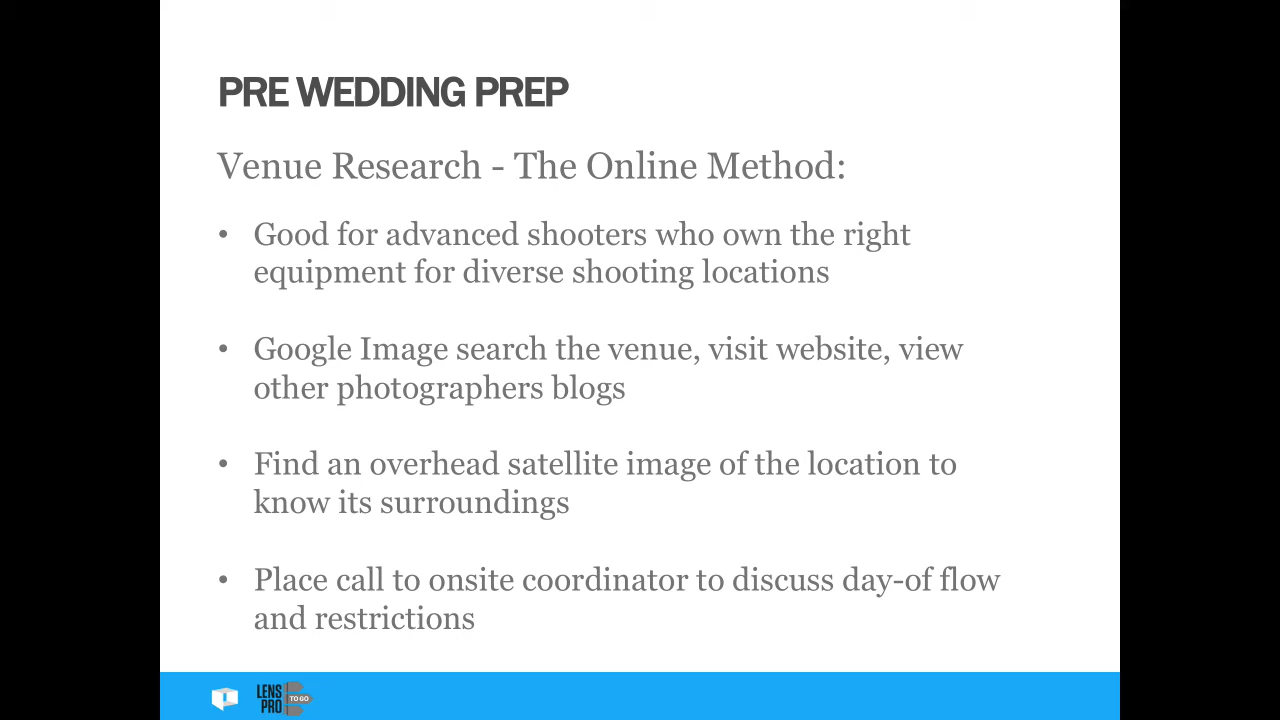 PRE WEDDING PREP
Venue Research - The Online Method:
• Good for advanced shooters who own the right
equipment for diverse shooting locations
• Google Image search the venue, visit website, view
other photographers blogs
• Find an overhead satellite image of the location to
know its surroundings
• Place call to onsite coordinator to discuss day-of flow
and restrictions
LENS
PRO
TO GO